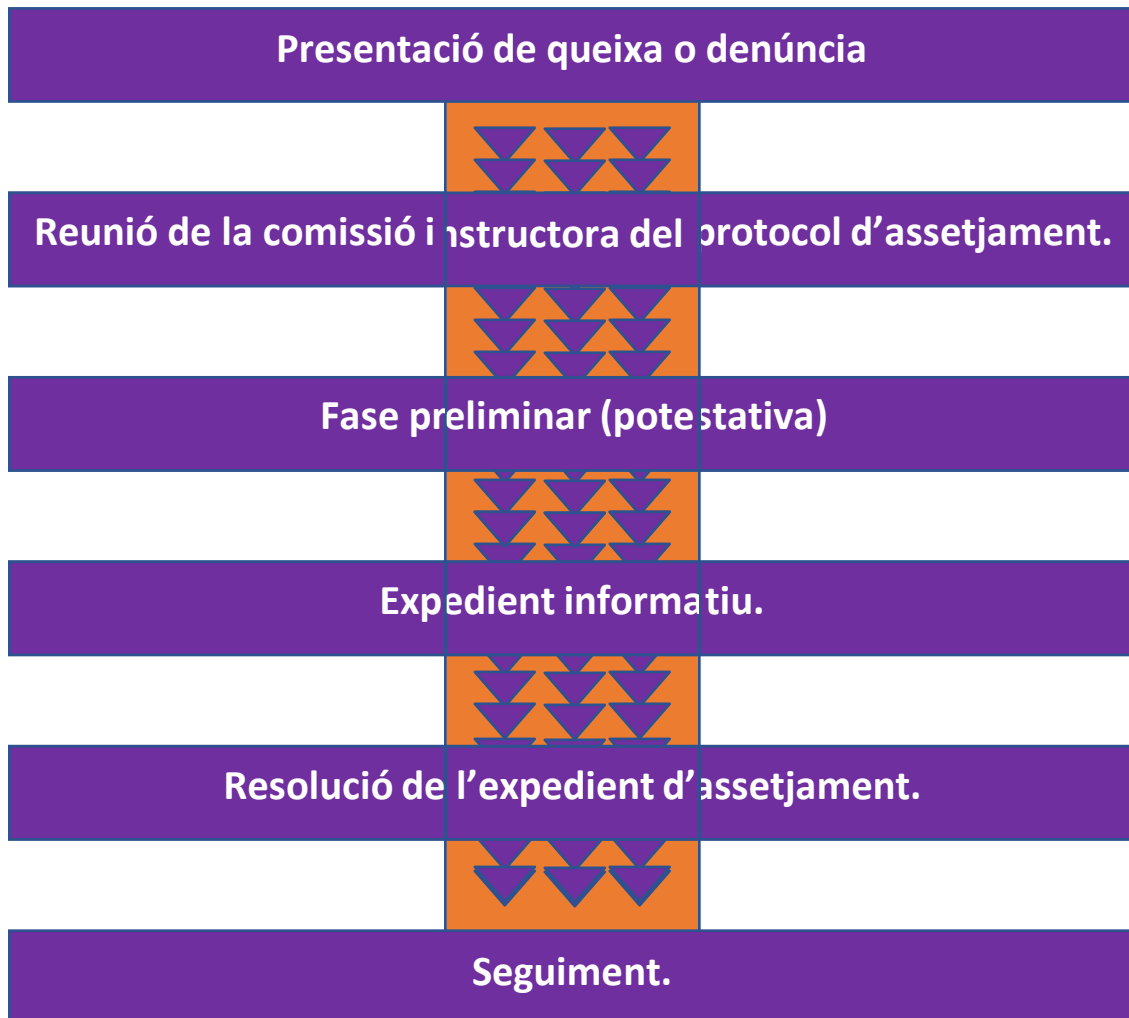 Presentació de queixa o denúncia
Reunió de la comissió instructora del protocol d’assetjament.
Fase preliminar (potestativa)
Expedient informatiu.
Resolució de l’expedient d’assetjament.
Seguiment.